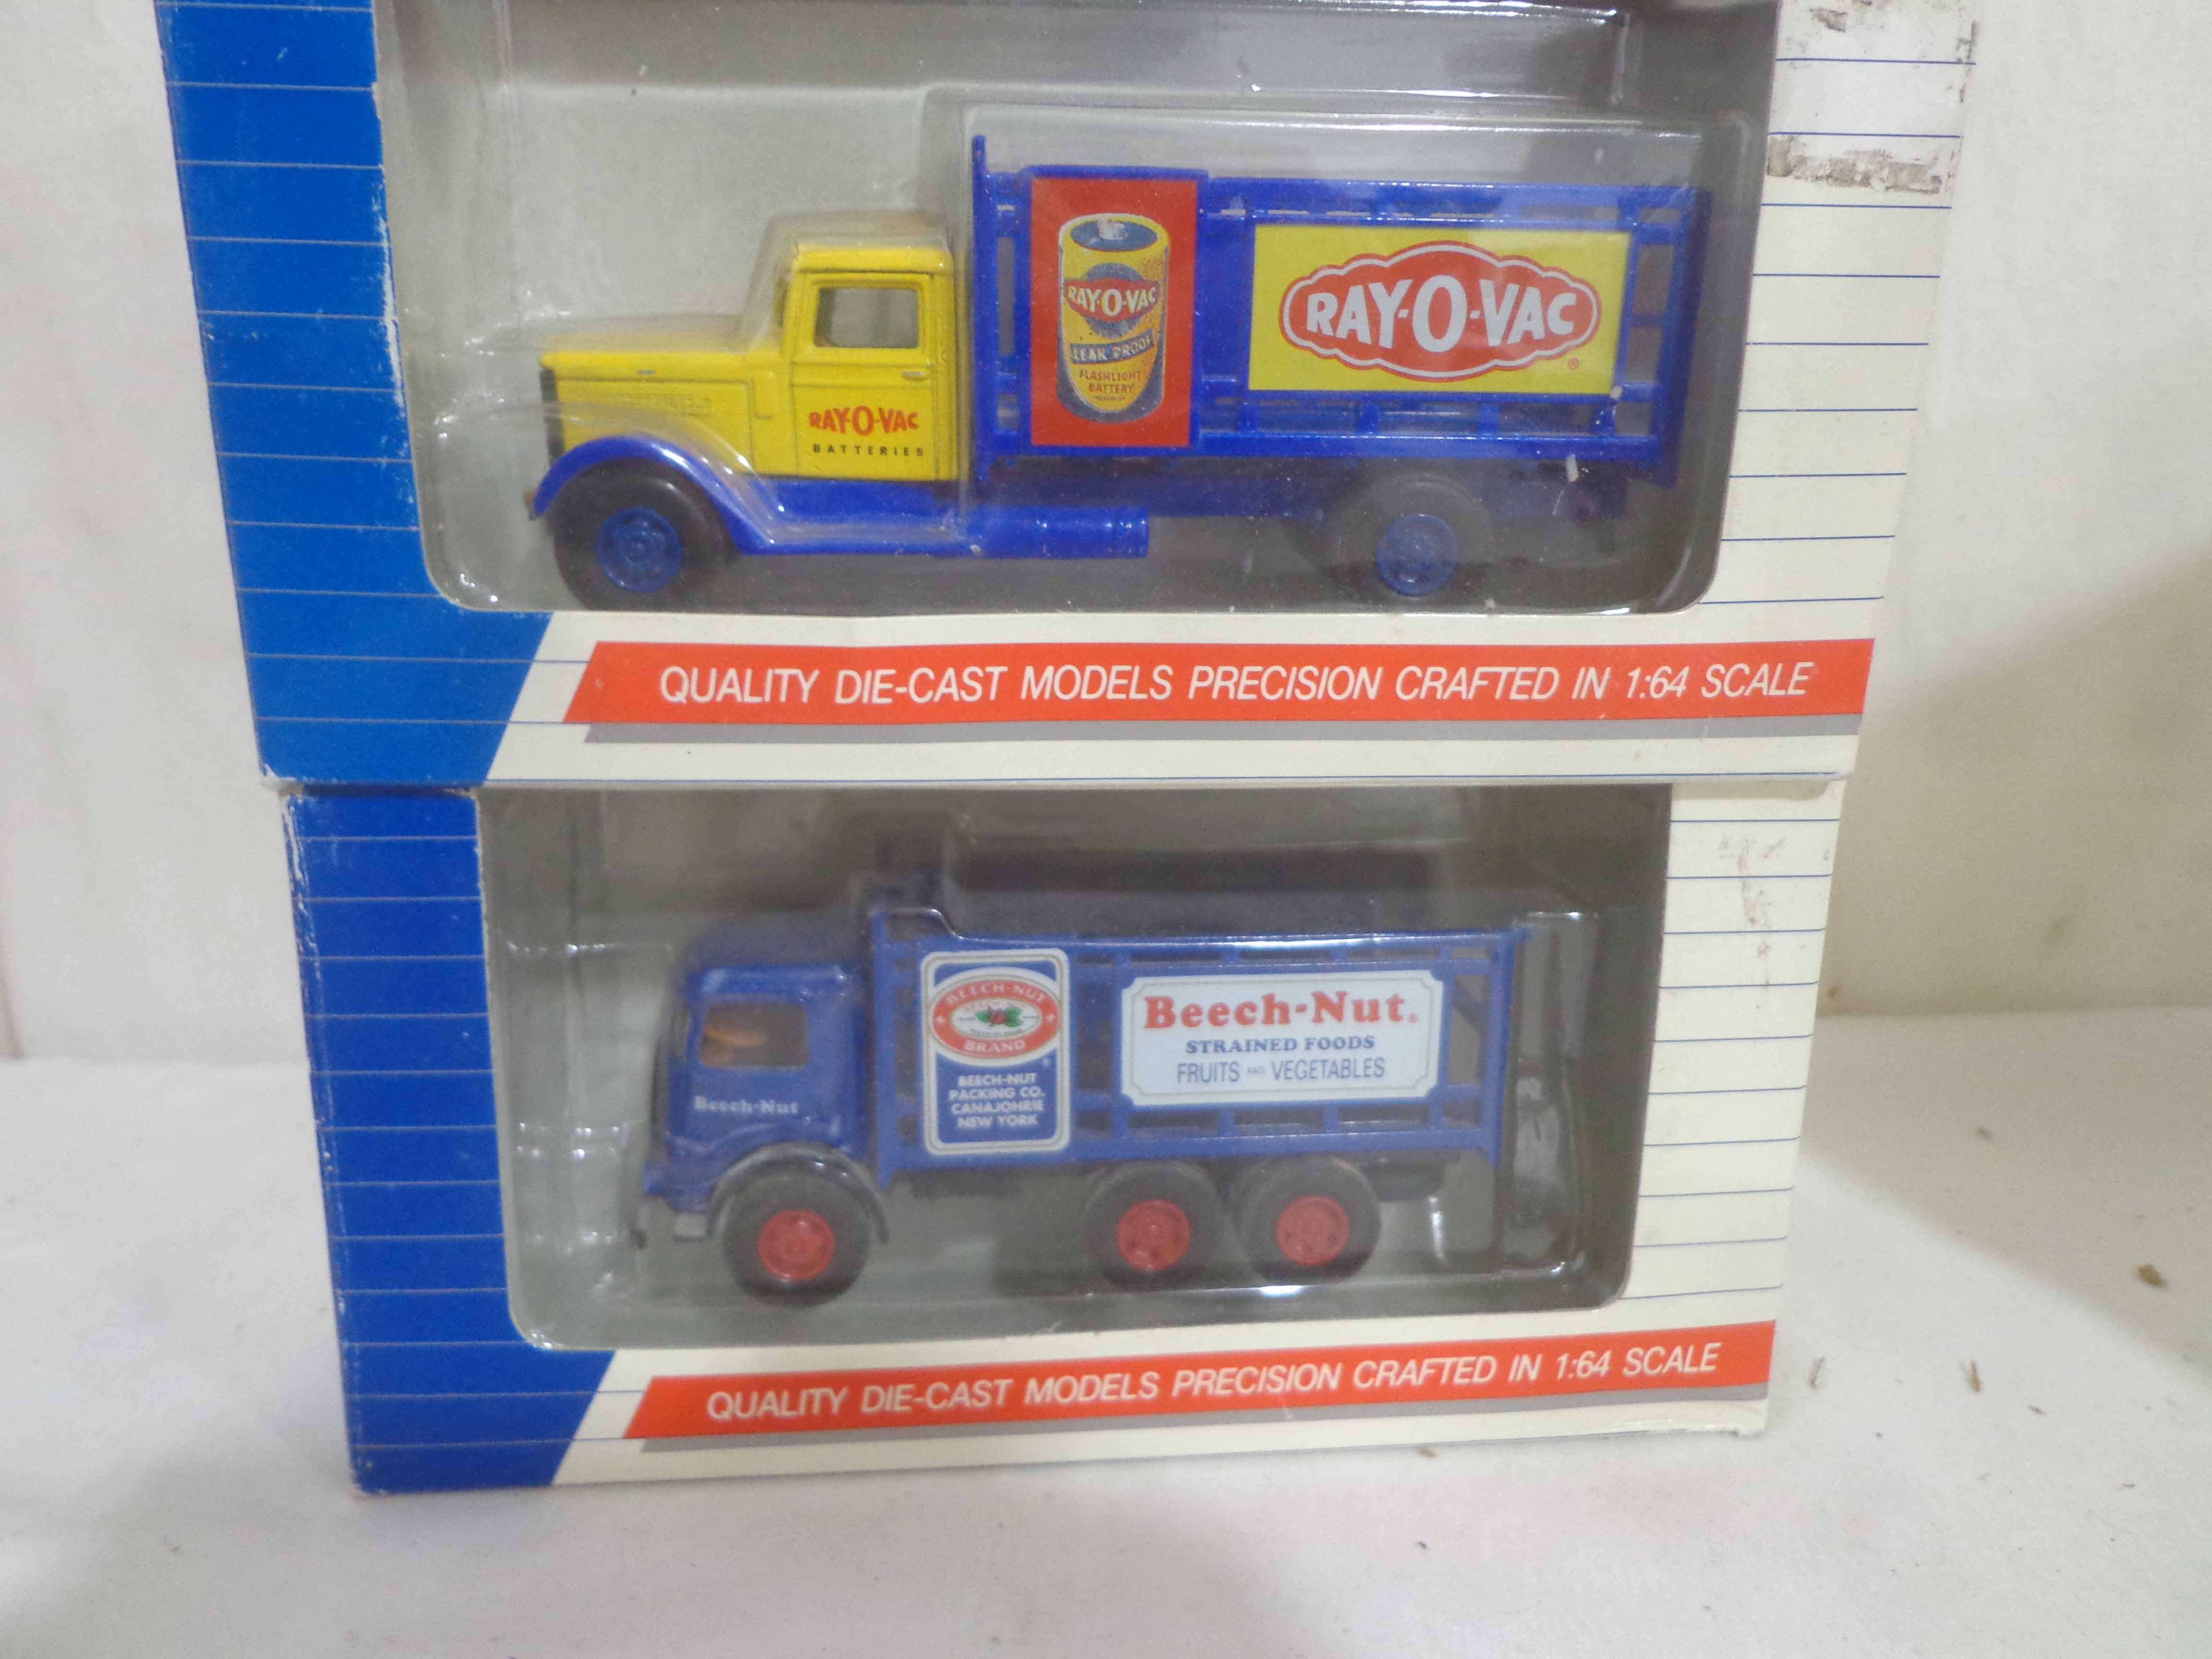 RAY-O-VAC
LEAK PROOF
FLASHLIGHT
BATTERY
RAY-O-VAC
®
RAY-O-VAC
BATTERIES
QUALITY DIE-CAST MODELS PRECISION CRAFTED IN 1:64 SCALE
BEECH-NUT
BRAND
®
BEECH-NUT
PACKING CO.
CANAJOHRIE
NEW YORK
Beech-Nut®
STRAINED FOODS
FRUITS AND VEGETABLES
Beech-Nut
QUALITY DIE-CAST MODELS PRECISION CRAFTED IN 1:64 SCALE